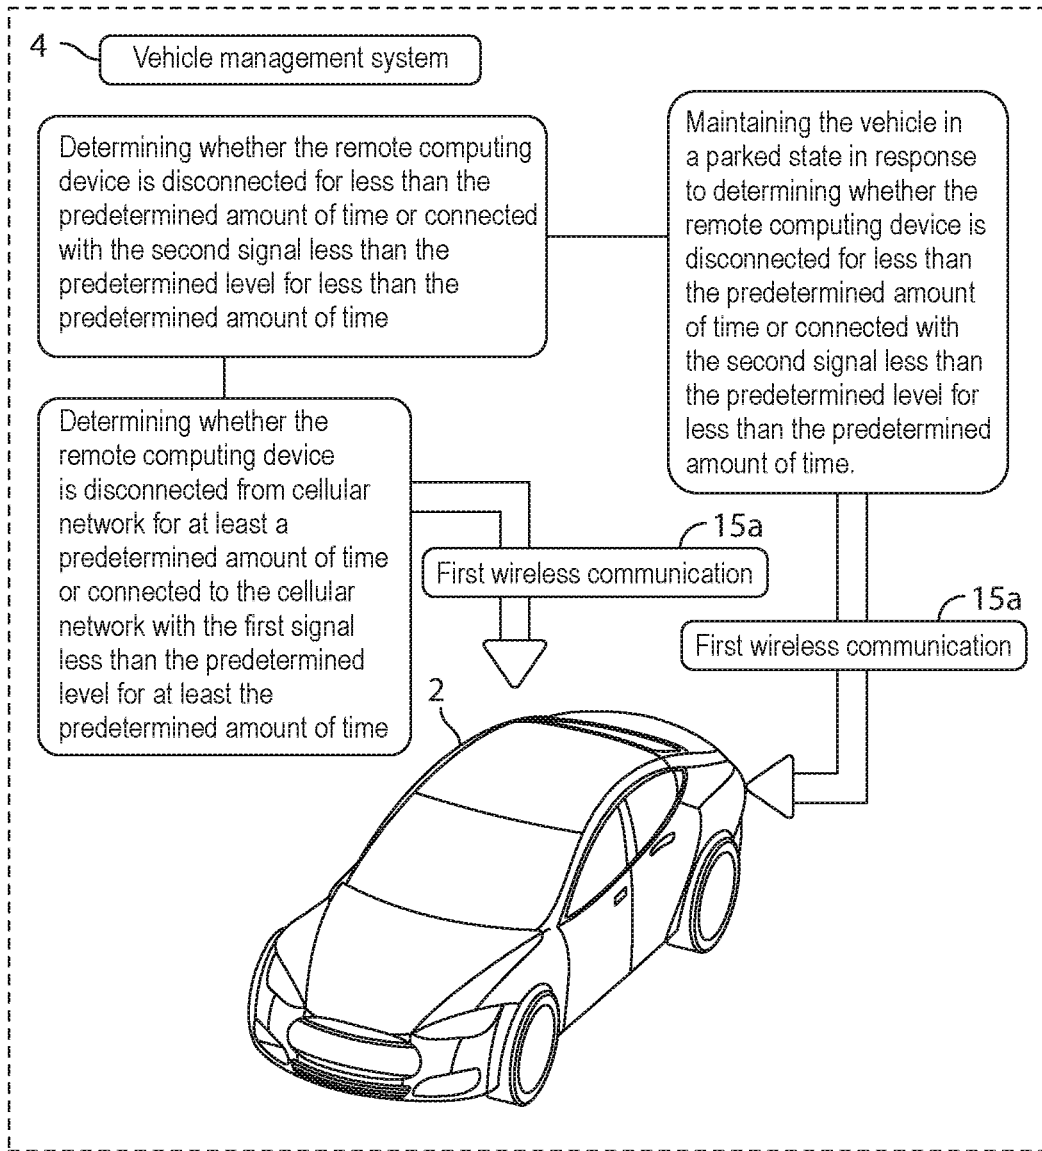 4
Vehicle management system
Determining whether the remote computing
device is disconnected for less than the
predetermined amount of time or connected
with the second signal less than the
predetermined level for less than the
predetermined amount of time
Maintaining the vehicle in
a parked state in response
to determining whether the
remote computing device is
disconnected for less than
the predetermined amount
of time or connected with
the second signal less than
the predetermined level for
less than the predetermined
amount of time.
Determining whether the
remote computing device
is disconnected from cellular
network for at least a
predetermined amount of time
or connected to the cellular
network with the first signal
less than the predetermined
level for at least the
predetermined amount of time
15a
First wireless communication
15a
First wireless communication
2